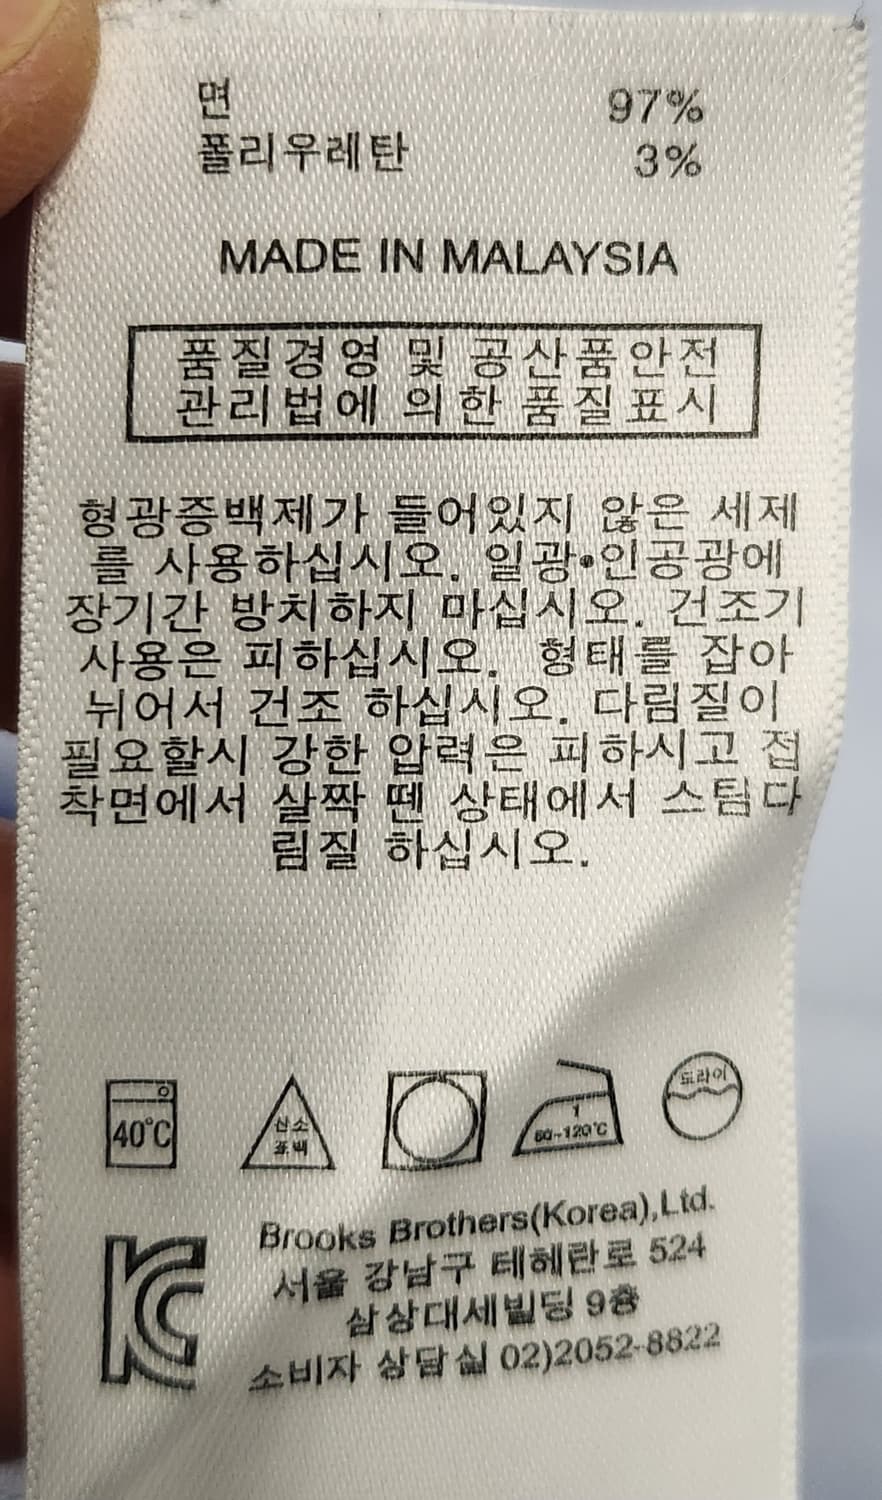 면 97%
폴리우레탄 3%
MADE IN MALAYSIA
품질경영 및 공산품안전
관리법에 의한 품질표시
형광증백제가 들어있지 않은 세제
를 사용하십시오. 일광•인공광에
장기간 방치하지 마십시오. 건조기
사용은 피하십시오. 형태를 잡아
뉘어서 건조 하십시오. 다림질이
필요할시 강한 압력은 피하시고 접
착면에서 살짝 뗀 상태에서 스팀다
림질 하십시오.
40°C
산소
표백
1
80~120°C
드라이
KC
Brooks Brothers(Korea),Ltd.
서울 강남구 테헤란로 524
삼상대세빌딩 9층
소비자 상담실 02)2052-8822